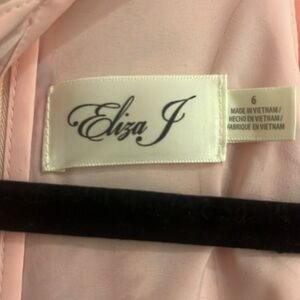 Eliza J
6
MADE IN VIETNAM/
HECHO EN VIETNAM/
FABRIQUE EN VIETNAM